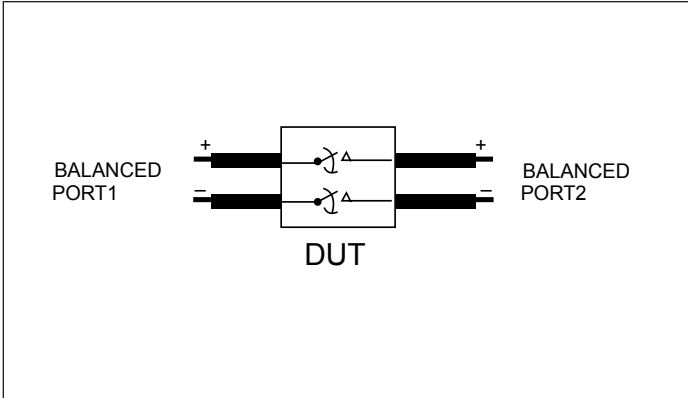 + +
BALANCED
PORT1
BALANCED
PORT2
– –
DUT